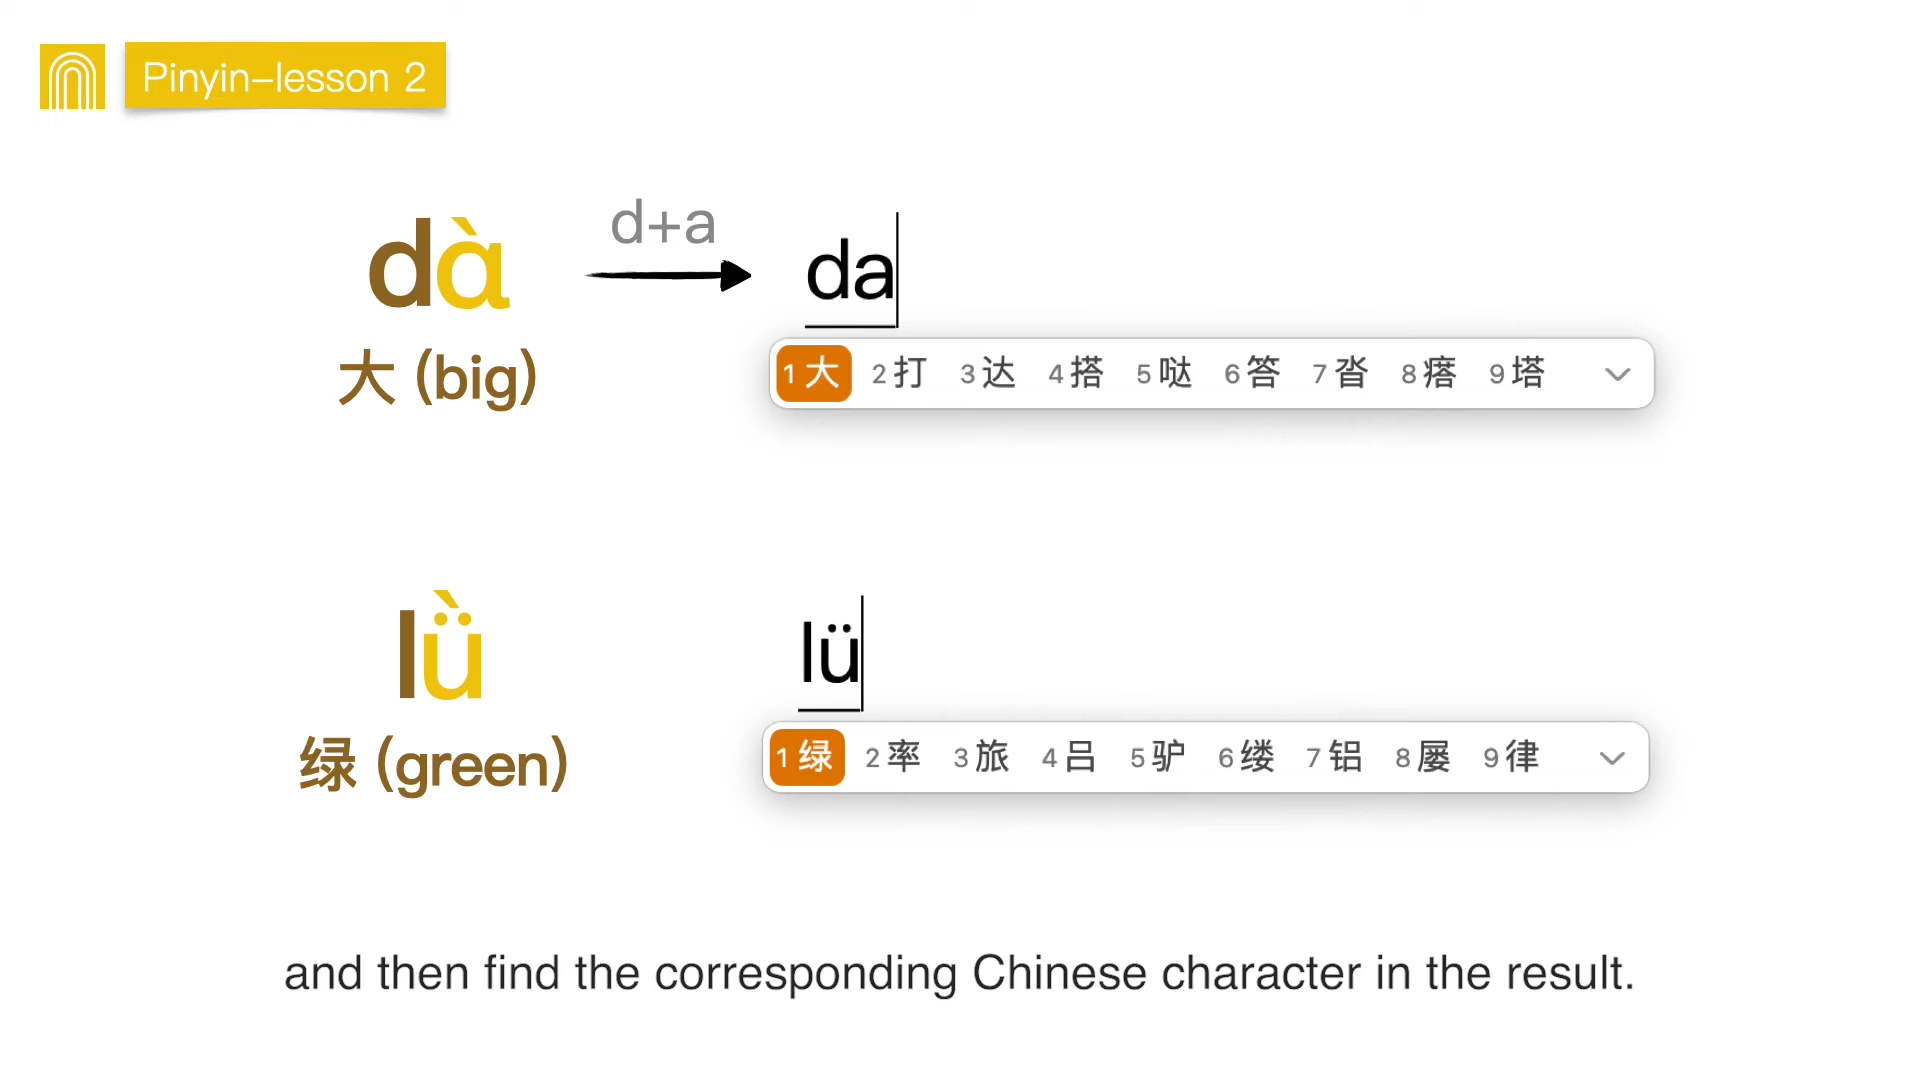 Pinyin–lesson 2
dà
d+a
da
大 (big)
1 大 2 打 3 达 4 搭 5 哒 6 答 7 沓 8 瘩 9 塔
lǜ
lü
绿 (green)
1 绿 2 率 3 旅 4 吕 5 驴 6 缕 7 铝 8 屡 9 律
and then find the corresponding Chinese character in the result.